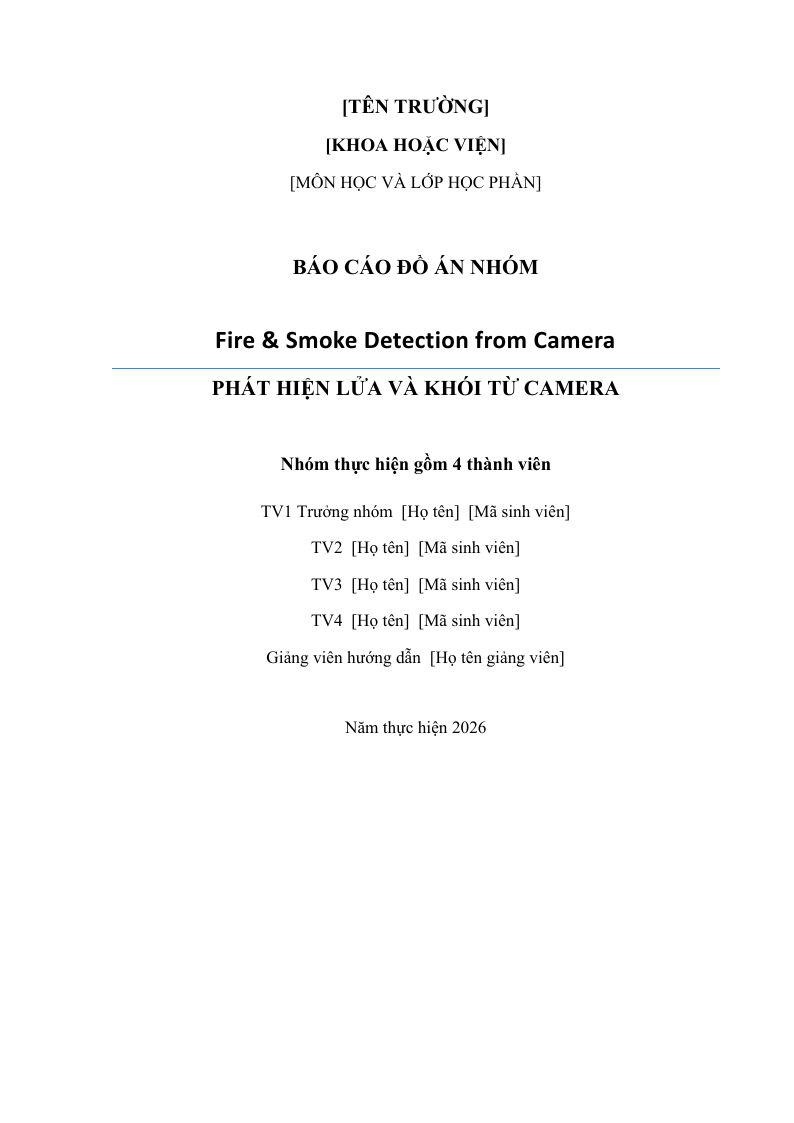 [TÊN TRƯỜNG]
[KHOA HOẶC VIỆN]
[MÔN HỌC VÀ LỚP HỌC PHẦN]
BÁO CÁO ĐỒ ÁN NHÓM
Fire & Smoke Detection from Camera
PHÁT HIỆN LỬA VÀ KHÓI TỪ CAMERA
Nhóm thực hiện gồm 4 thành viên
TV1 Trưởng nhóm [Họ tên] [Mã sinh viên]
TV2 [Họ tên] [Mã sinh viên]
TV3 [Họ tên] [Mã sinh viên]
TV4 [Họ tên] [Mã sinh viên]
Giảng viên hướng dẫn [Họ tên giảng viên]
Năm thực hiện 2026